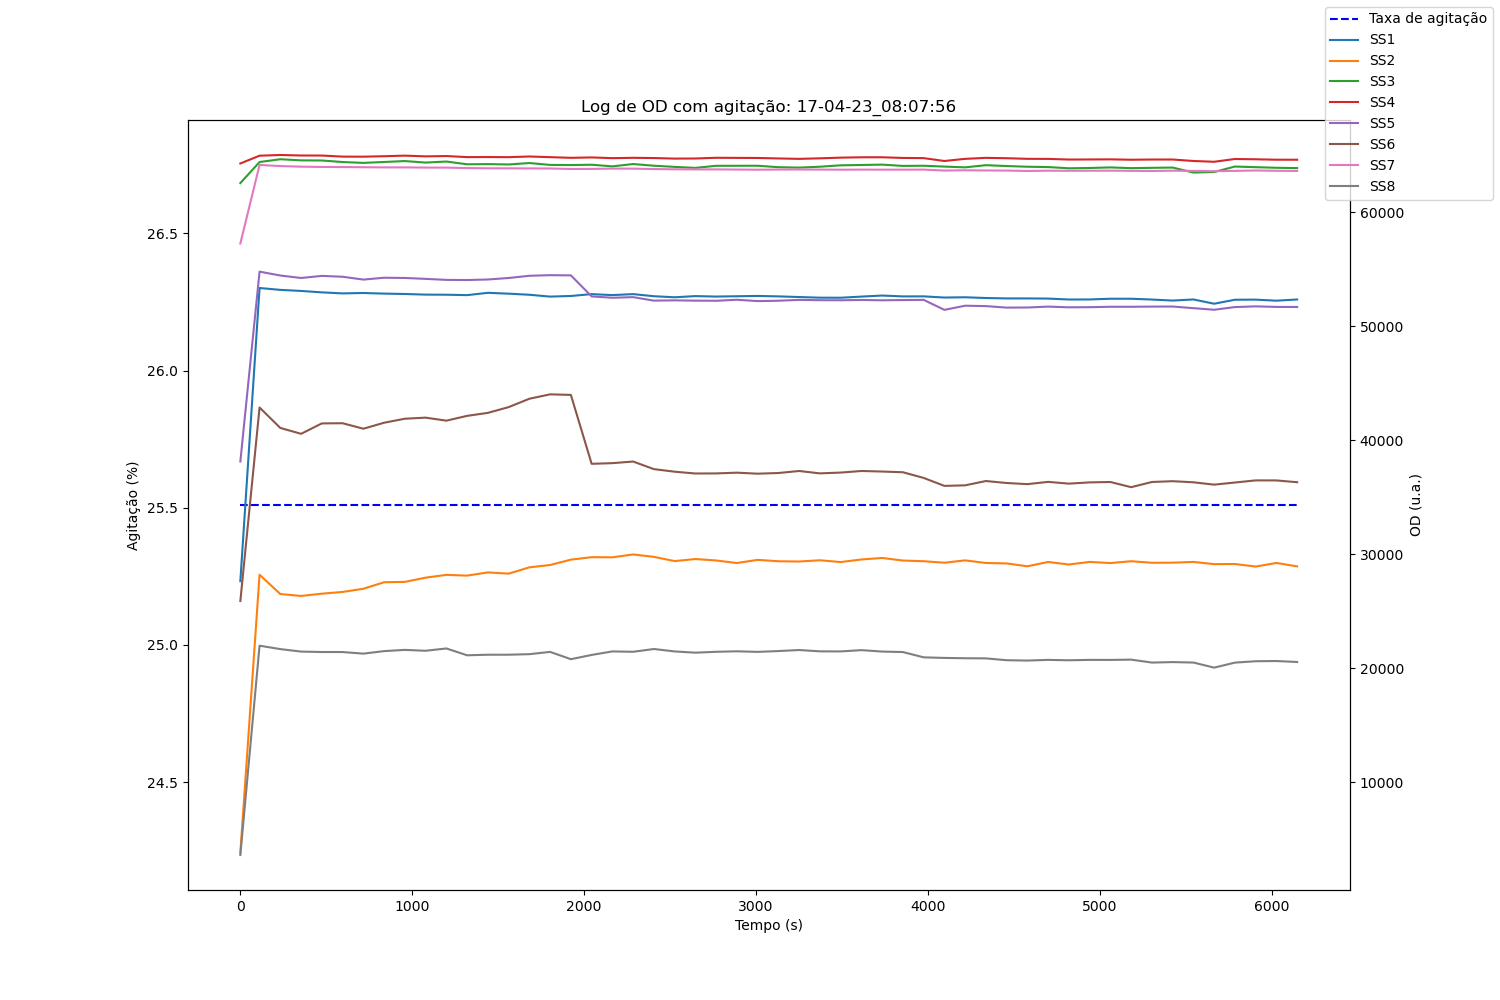 Taxa de agitação
SS1
SS2
SS3
SS4
SS5
SS6
SS7
SS8
Log de OD com agitação: 17-04-23_08:07:56
26.5
26.0
25.5
25.0
24.5
Agitação (%)
60000
50000
40000
30000
20000
10000
OD (u.a.)
0 1000 2000 3000 4000 5000 6000
Tempo (s)